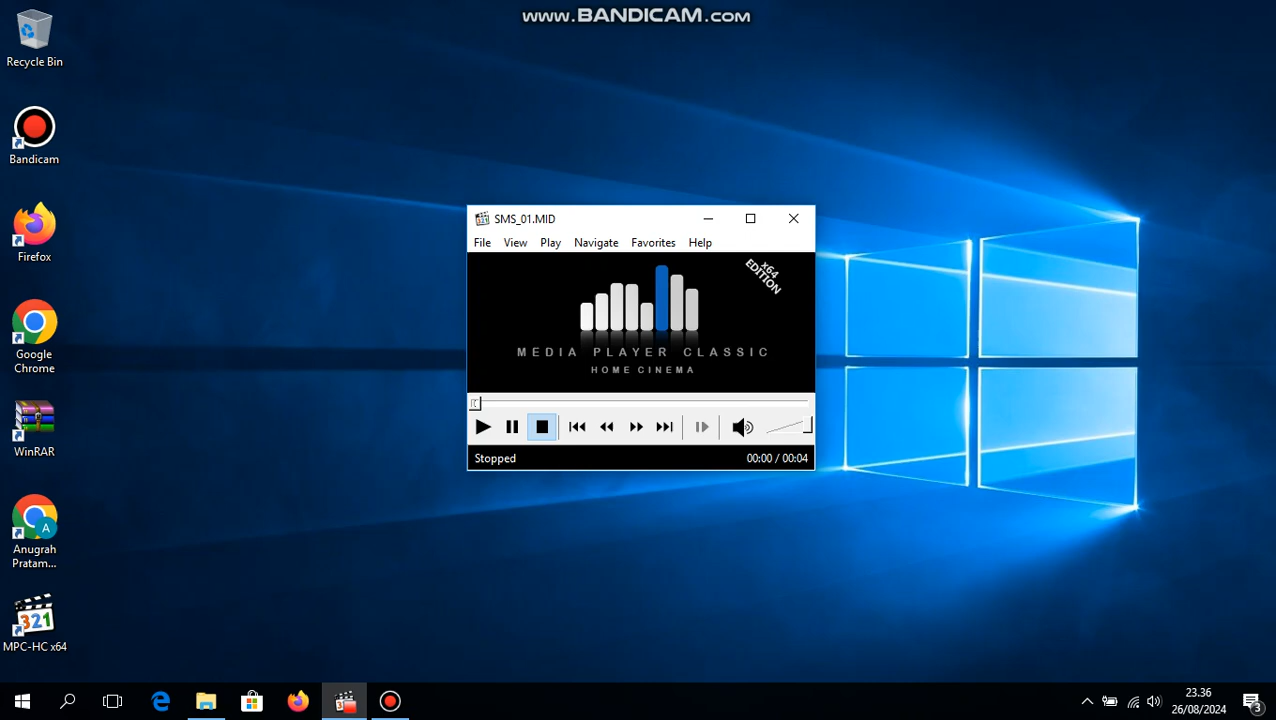 www.BANDICAM.com
Recycle Bin
Bandicam
Firefox
Google
Chrome
WinRAR
A
Anugrah
Pratam...
321
MPC-HC x64
321
SMS_01.MID
File View Play Navigate Favorites Help
x64
EDITION
MEDIA PLAYER CLASSIC
HOME CINEMA
Stopped
00:00 / 00:04
23.36
26/08/2024
3